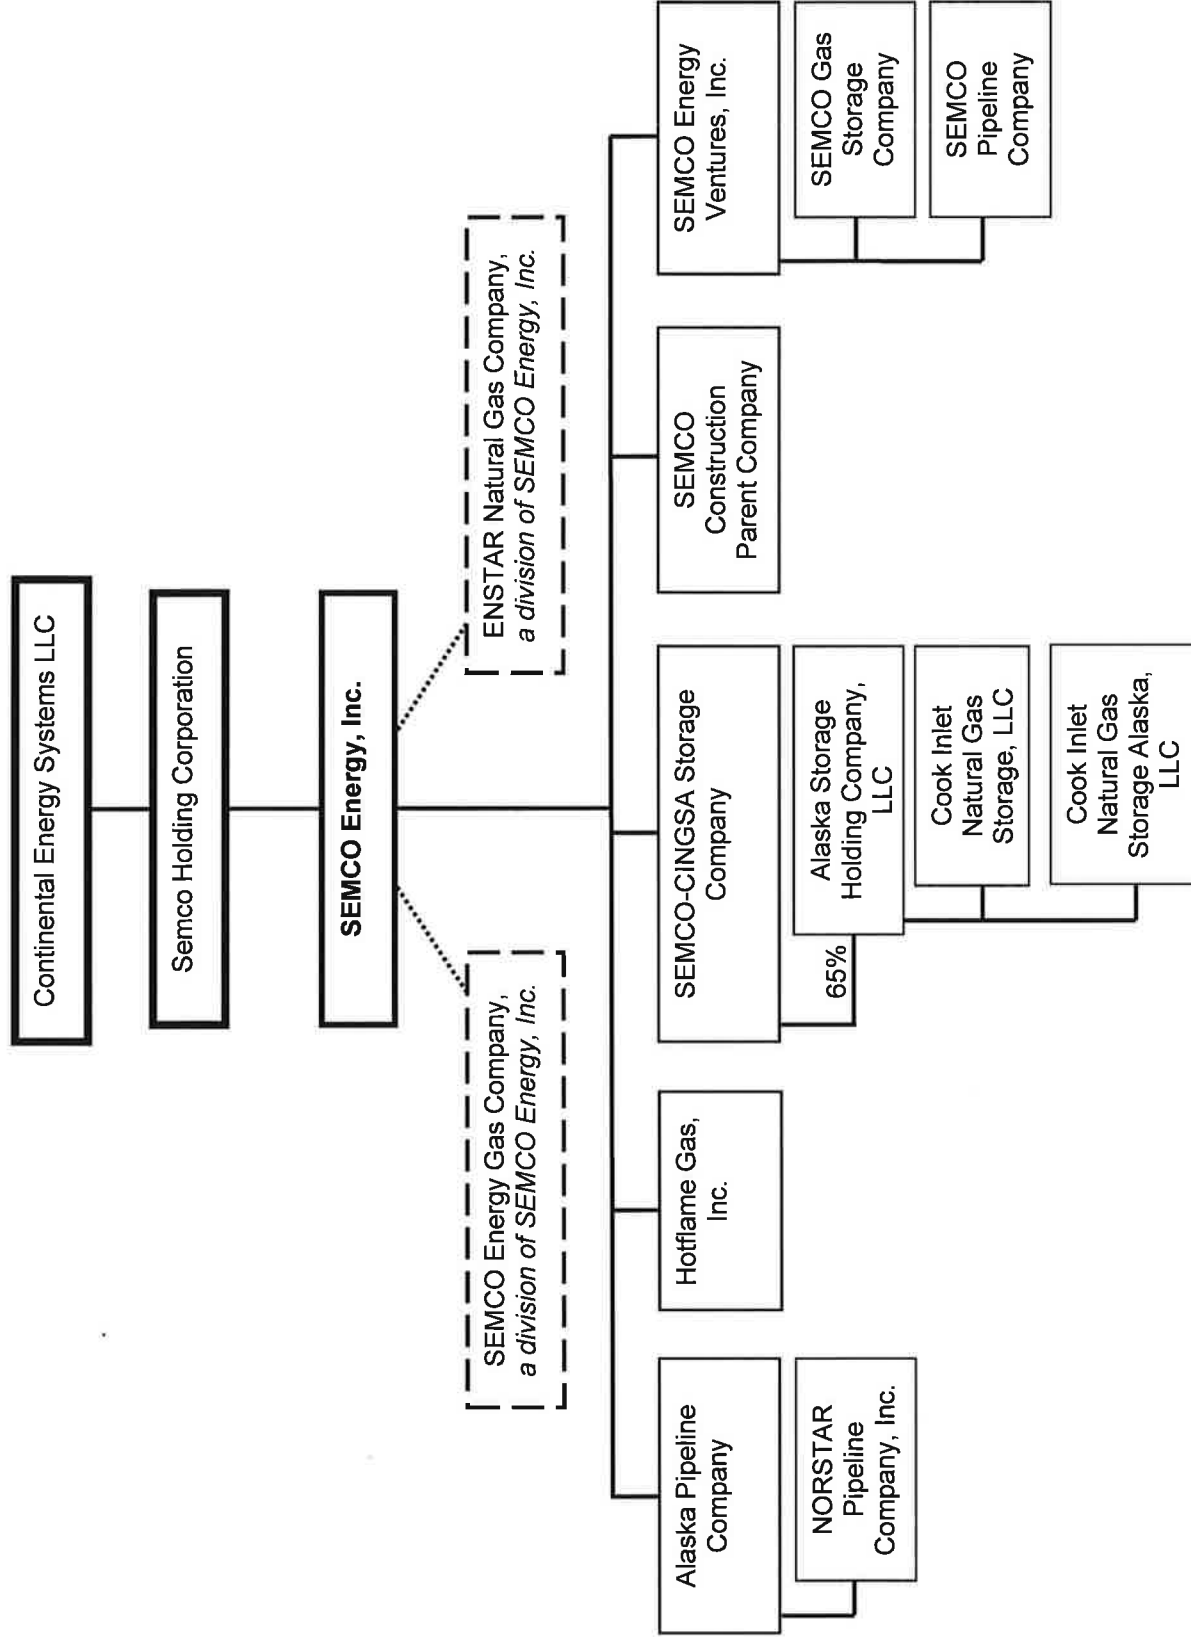 Continental Energy Systems LLC
Semco Holding Corporation
SEMCO Energy, Inc.
SEMCO Energy Gas Company,
a division of SEMCO Energy, Inc.
ENSTAR Natural Gas Company,
a division of SEMCO Energy, Inc.
Alaska Pipeline
Company
NORSTAR
Pipeline
Company, Inc.
Hotflame Gas,
Inc.
SEMCO-CINGSA Storage
Company
65%
Alaska Storage
Holding Company,
LLC
Cook Inlet
Natural Gas
Storage, LLC
Cook Inlet
Natural Gas
Storage Alaska,
LLC
SEMCO
Construction
Parent Company
SEMCO Energy
Ventures, Inc.
SEMCO Gas
Storage
Company
SEMCO
Pipeline
Company